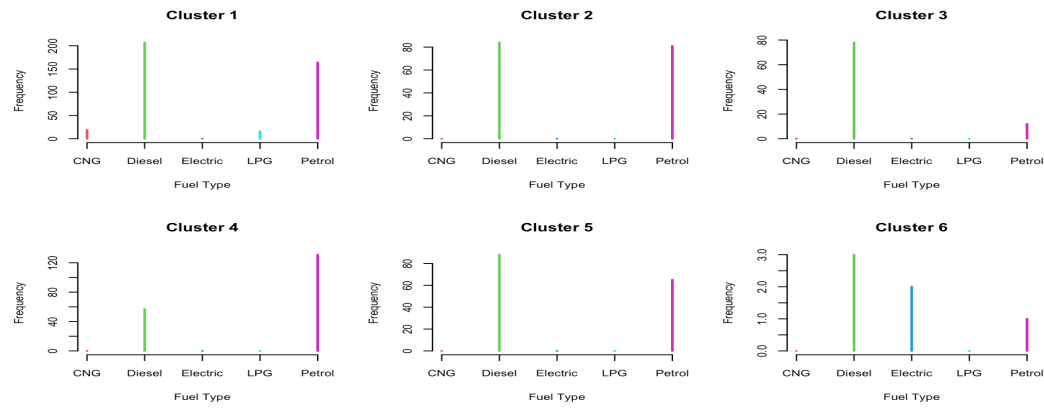 Cluster 1
Frequency
200
150
100
50
0
CNG Diesel Electric LPG Petrol
Fuel Type
Cluster 2
Frequency
80
60
40
20
0
CNG Diesel Electric LPG Petrol
Fuel Type
Cluster 3
Frequency
80
60
40
20
0
CNG Diesel Electric LPG Petrol
Fuel Type
Cluster 4
Frequency
120
80
40
0
CNG Diesel Electric LPG Petrol
Fuel Type
Cluster 5
Frequency
80
60
40
20
0
CNG Diesel Electric LPG Petrol
Fuel Type
Cluster 6
Frequency
3.0
2.0
1.0
0.0
CNG Diesel Electric LPG Petrol
Fuel Type